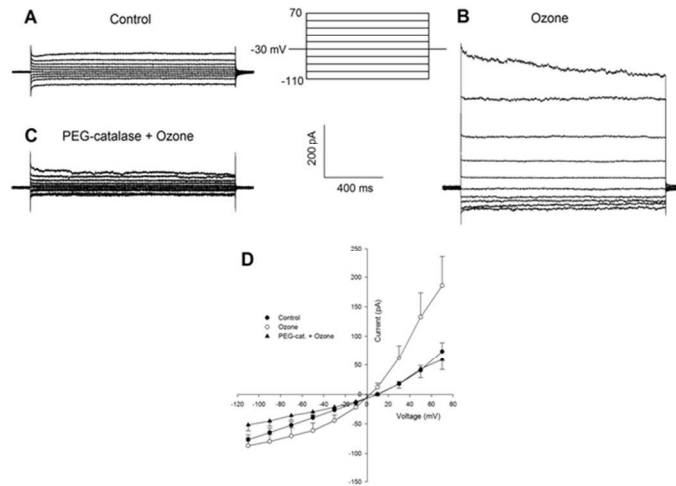 A
Control
70
-30 mV
-110
B
Ozone
C
PEG-catalase + Ozone
200 pA
400 ms
D
250
200
150
100
50
0
-50
-100
-150
Current (pA)
Control
Ozone
PEG-cat. + Ozone
-120 -100 -80 -60 -40 -20 0 20 40 60 80
Voltage (mV)